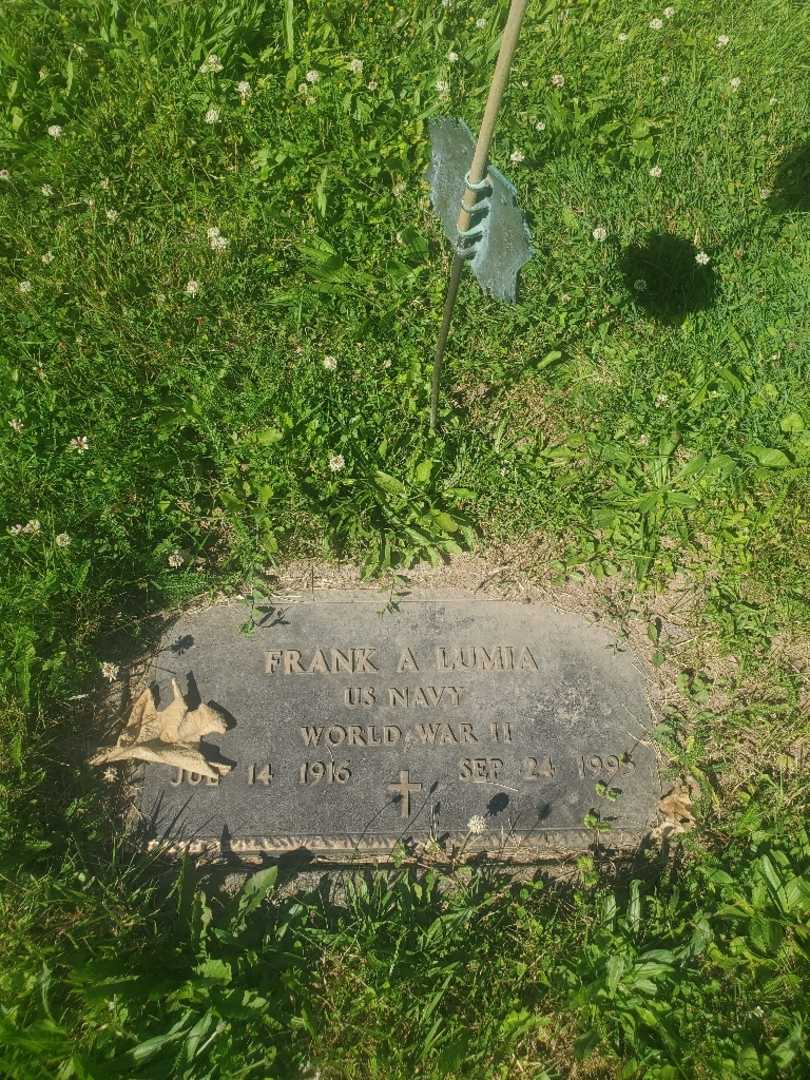 FRANK A LUMIA
US NAVY
WORLD WAR II
JUL 14 1916 SEP 24 1995